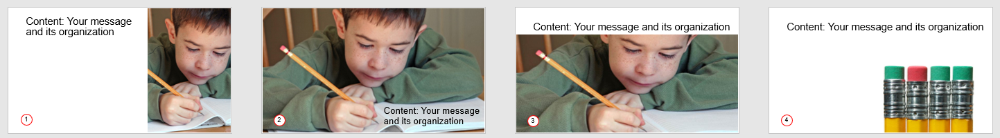 Content: Your message
and its organization
1
Content: Your message
and its organization
2
Content: Your message and its organization
3
Content: Your message and its organization
4